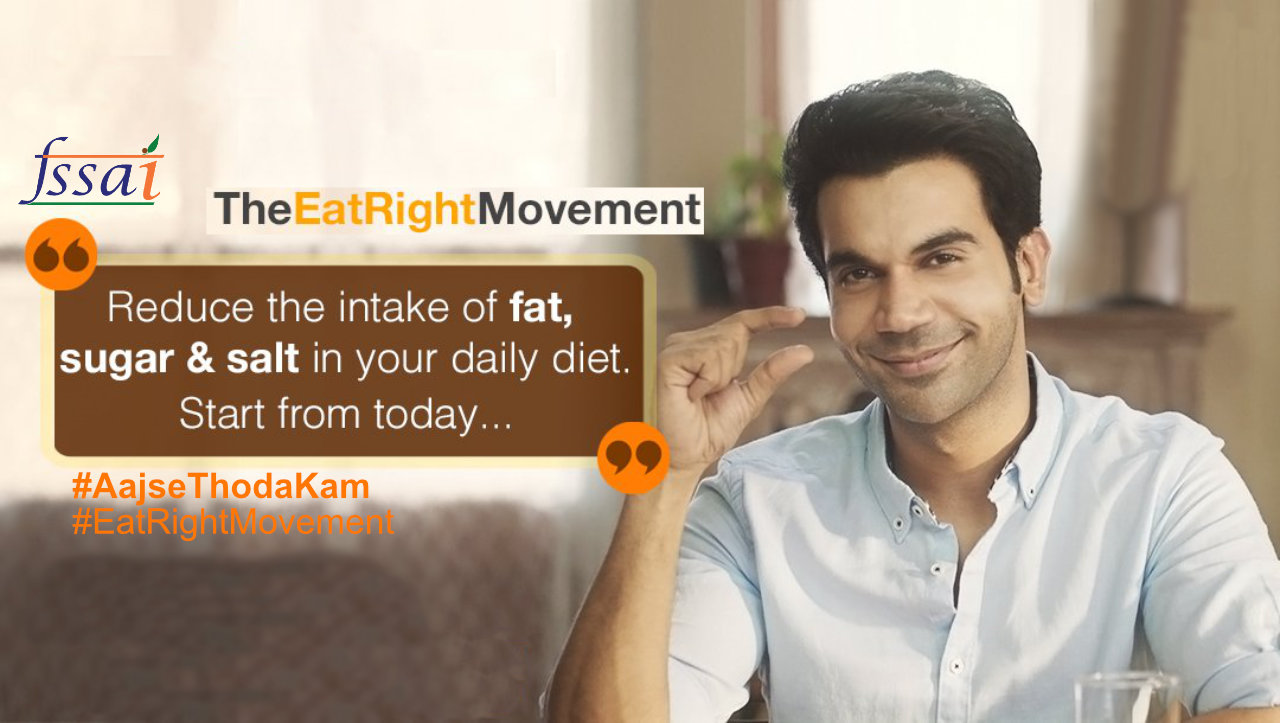 fssai
TheEatRightMovement
Reduce the intake of fat,
sugar & salt in your daily diet.
Start from today...
#AajseThodaKam
#EatRightMovement